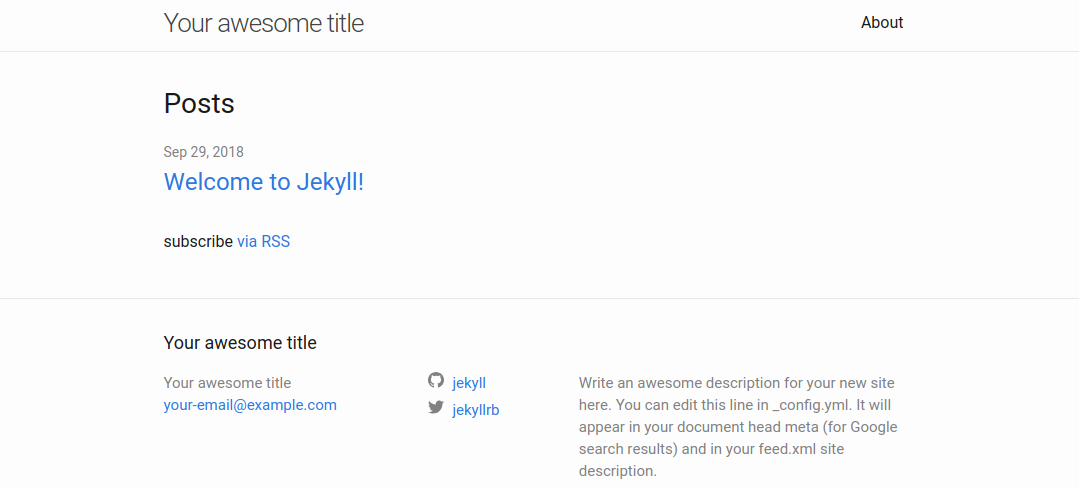 Your awesome title
About
Posts
Sep 29, 2018
Welcome to Jekyll!
subscribe via RSS
Your awesome title
Your awesome title
your-email@example.com
jekyll
jekyllrb
Write an awesome description for your new site
here. You can edit this line in _config.yml. It will
appear in your document head meta (for Google
search results) and in your feed.xml site
description.